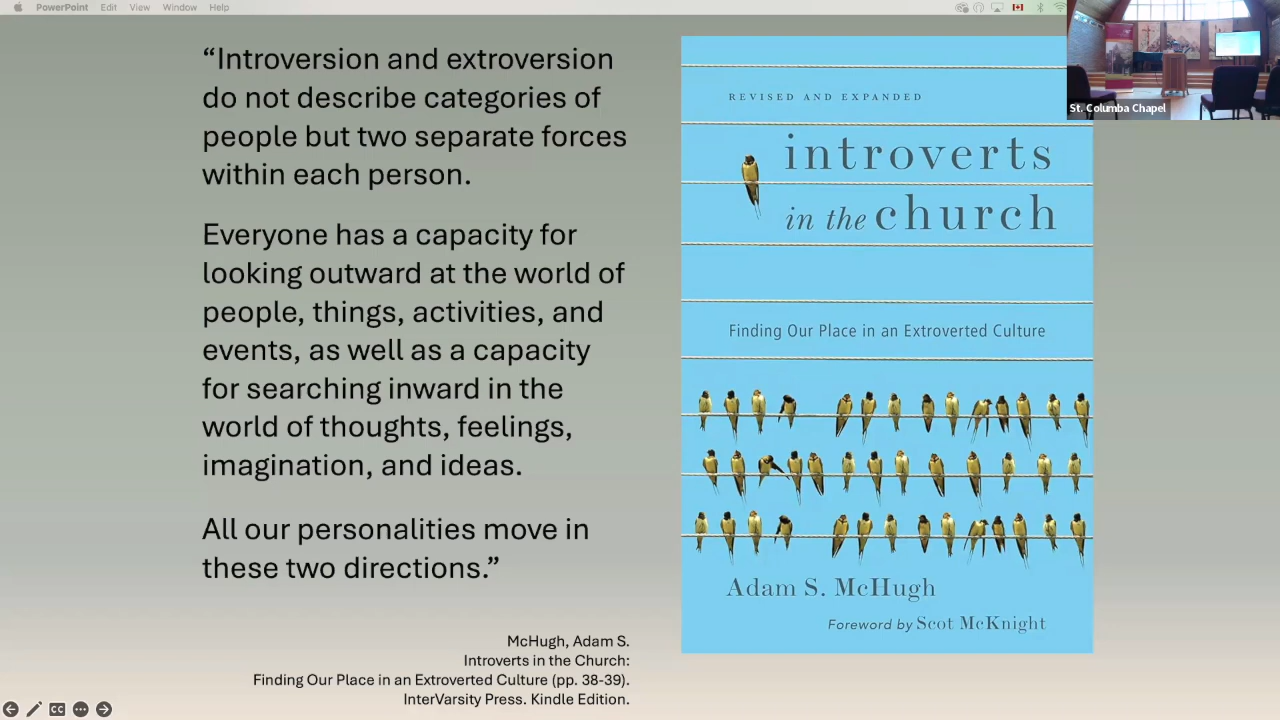 PowerPoint Edit View Window Help
“Introversion and extroversion
do not describe categories of
people but two separate forces
within each person.
Everyone has a capacity for
looking outward at the world of
people, things, activities, and
events, as well as a capacity
for searching inward in the
world of thoughts, feelings,
imagination, and ideas.
All our personalities move in
these two directions.”
McHugh, Adam S.
Introverts in the Church:
Finding Our Place in an Extroverted Culture (pp. 38-39).
InterVarsity Press. Kindle Edition.
REVISED AND EXPANDED
introverts
in the church
Finding Our Place in an Extroverted Culture
Adam S. McHugh
Foreword by Scot McKnight
St. Columba Chapel
CC